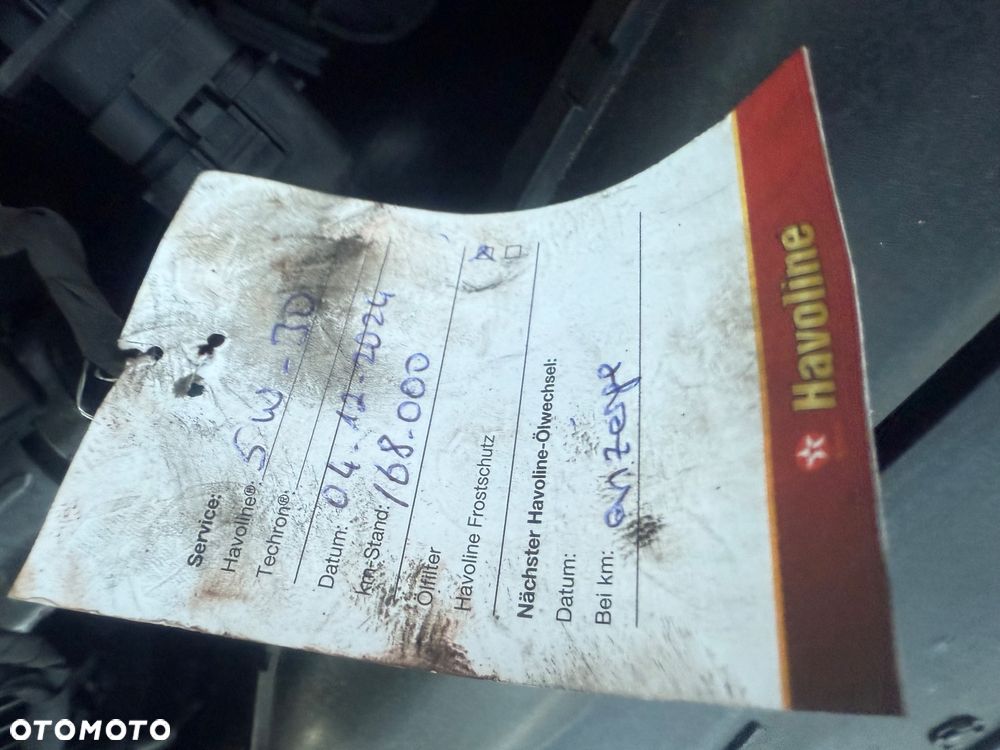 Service:
Havoline®: 5W-30
Techron®:
Datum: 04.12.2024
km-Stand: 168.000
Ölfilter
Havoline Frostschutz
Nächster Havoline-Ölwechsel:
Datum:
Bei km:
Havoline
OTOMOTO